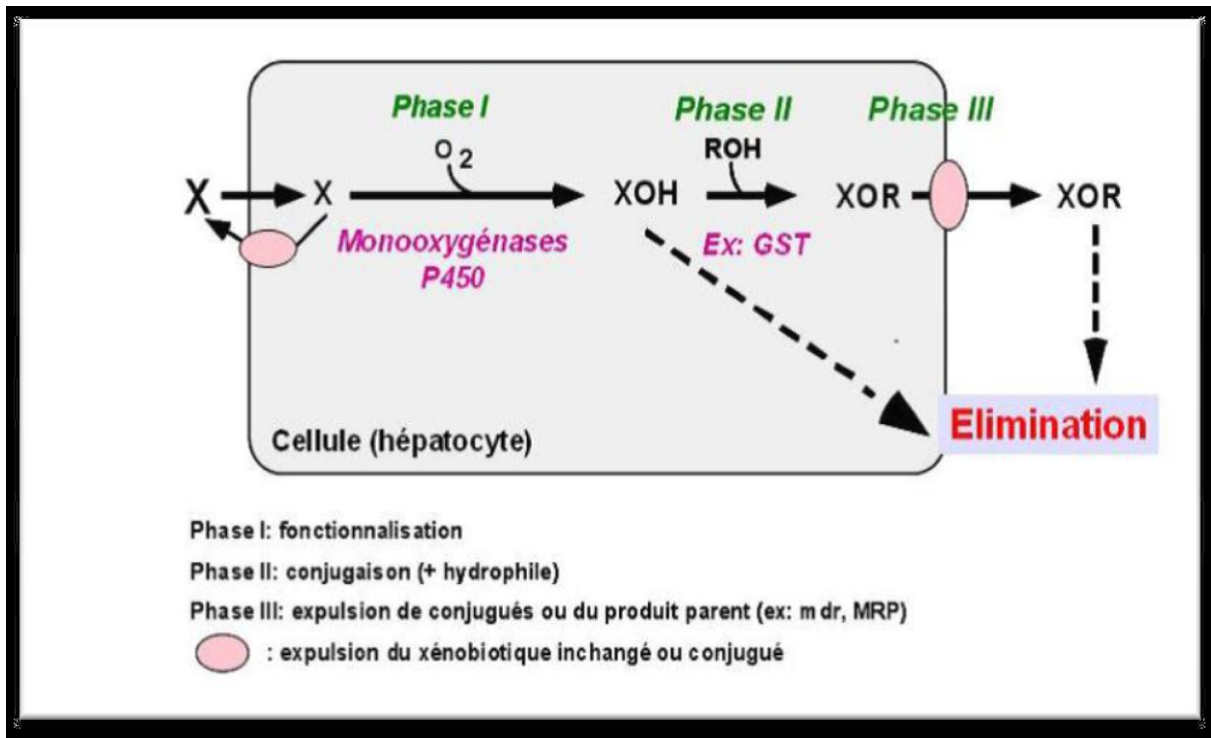 Phase I
Phase II
Phase III
O2
ROH
X
X
XOH
XOR
XOR
Monooxygénases
P450
Ex: GST
Elimination
Cellule (hépatocyte)
Phase I: fonctionnalisation
Phase II: conjugaison (+ hydrophile)
Phase III: expulsion de conjugués ou du produit parent (ex: mdr, MRP)
: expulsion du xénobiotique inchangé ou conjugué